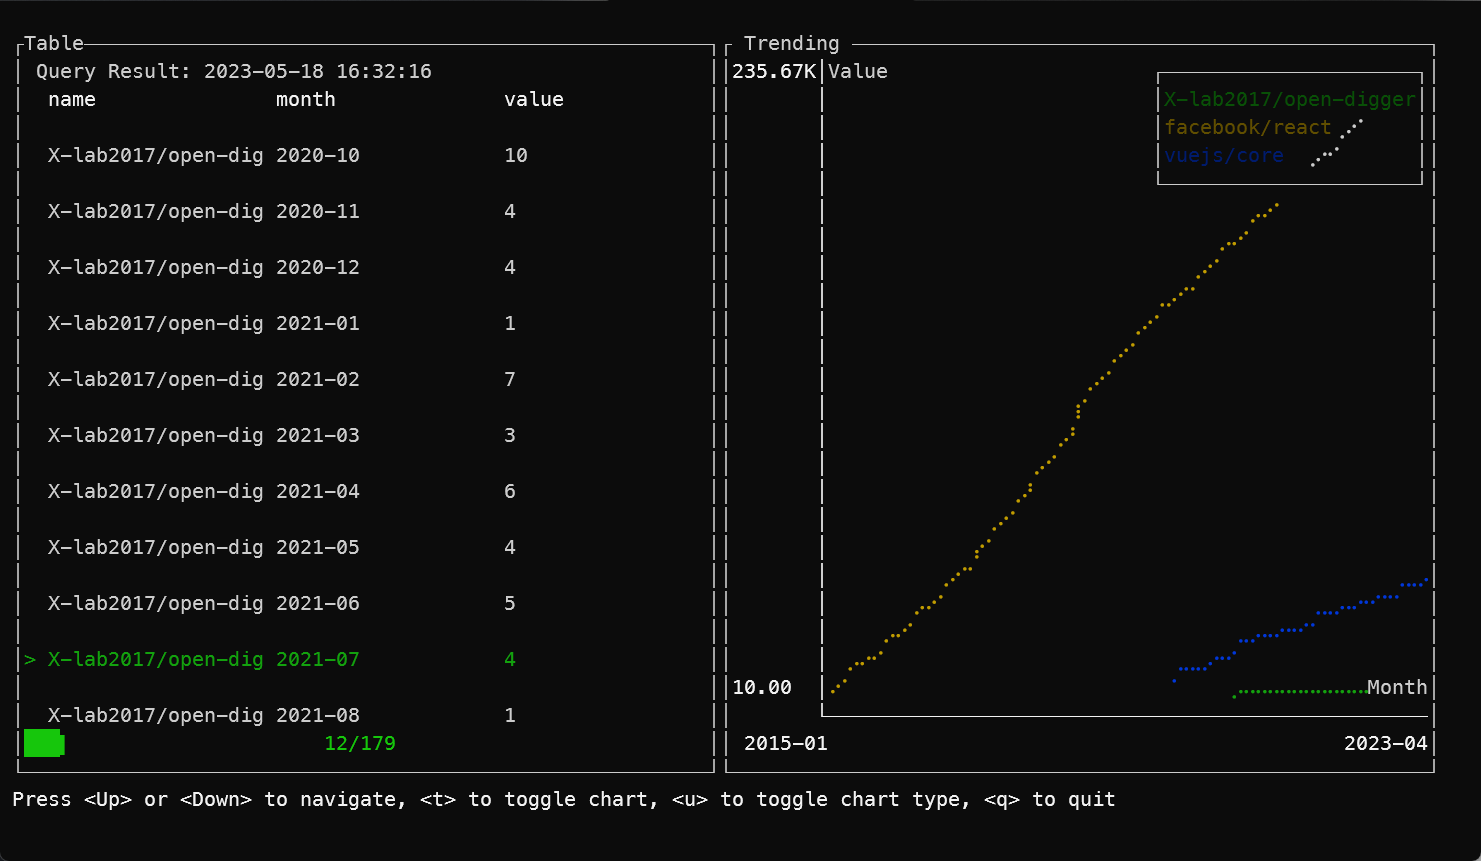 Table
Query Result: 2023-05-18 16:32:16
name month value
X-lab2017/open-dig 2020-10 10
X-lab2017/open-dig 2020-11 4
X-lab2017/open-dig 2020-12 4
X-lab2017/open-dig 2021-01 1
X-lab2017/open-dig 2021-02 7
X-lab2017/open-dig 2021-03 3
X-lab2017/open-dig 2021-04 6
X-lab2017/open-dig 2021-05 4
X-lab2017/open-dig 2021-06 5
> X-lab2017/open-dig 2021-07 4
X-lab2017/open-dig 2021-08 1
12/179
Trending
235.67K Value
X-lab2017/open-digger
facebook/react
vuejs/core
10.00 Month
2015-01 2023-04
Press <Up> or <Down> to navigate, <t> to toggle chart, <u> to toggle chart type, <q> to quit